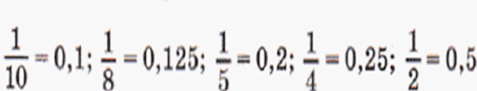 1/10 = 0,1; 1/8 = 0,125; 1/5 = 0,2; 1/4 = 0,25; 1/2 = 0,5